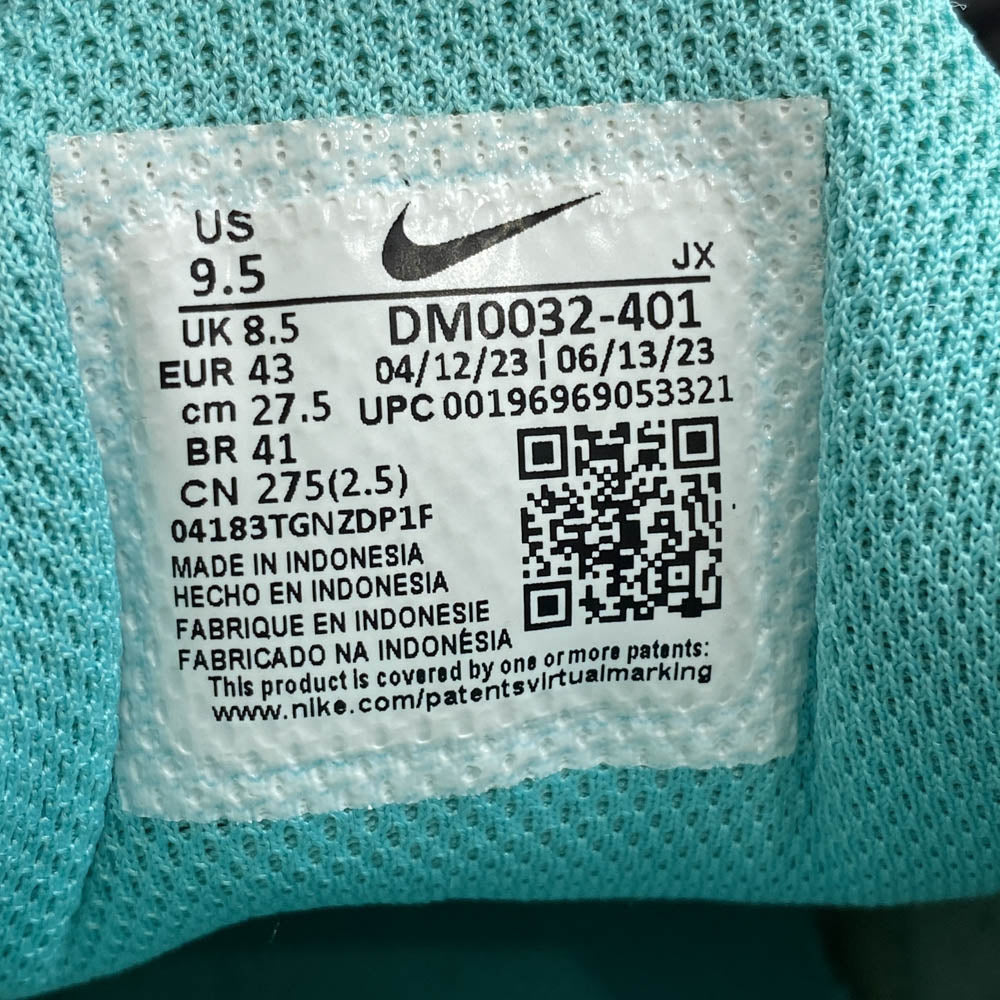 US
9.5
JX
UK 8.5
DM0032-401
EUR 43
04/12/23 | 06/13/23
cm 27.5
UPC 00196969053321
BR 41
CN 275(2.5)
04183TGNZDP1F
MADE IN INDONESIA
HECHO EN INDONESIA
FABRIQUE EN INDONESIE
FABRICADO NA INDONÉSIA
This product is covered by one or more patents:
www.nike.com/patentsvirtualmarking